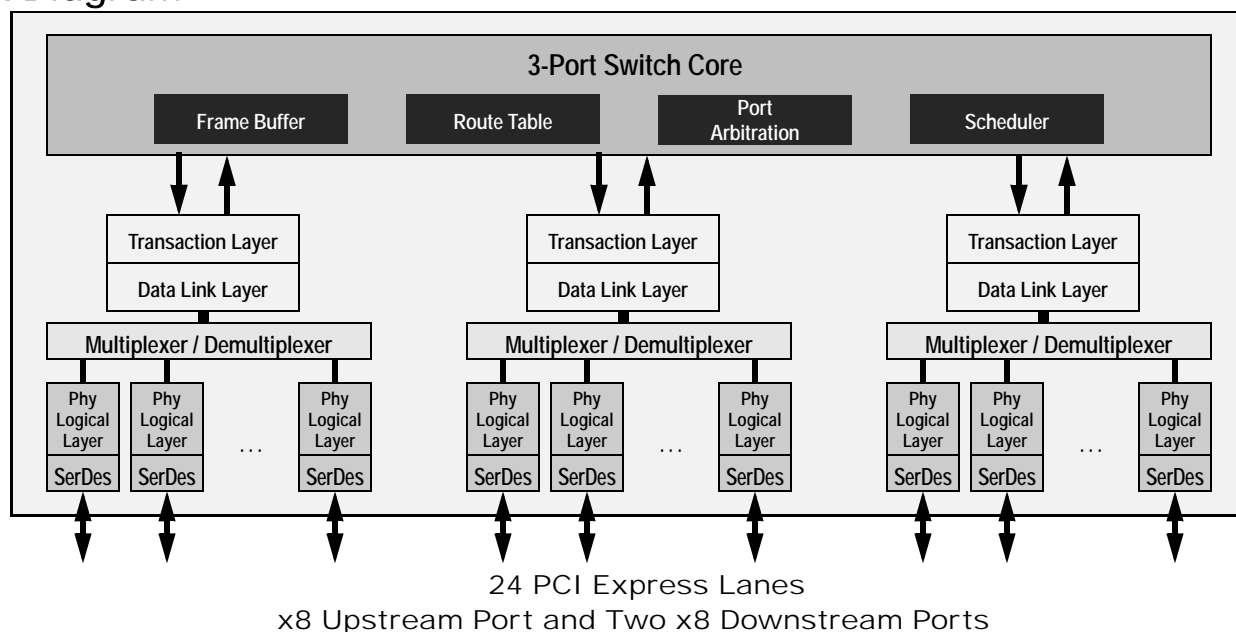 3-Port Switch Core
Frame Buffer
Route Table
Port
Arbitration
Scheduler
Transaction Layer
Transaction Layer
Transaction Layer
Data Link Layer
Data Link Layer
Data Link Layer
Multiplexer / Demultiplexer
Multiplexer / Demultiplexer
Multiplexer / Demultiplexer
Phy
Logical
Layer
SerDes
Phy
Logical
Layer
SerDes
...
Phy
Logical
Layer
SerDes
Phy
Logical
Layer
SerDes
Phy
Logical
Layer
SerDes
...
Phy
Logical
Layer
SerDes
Phy
Logical
Layer
SerDes
Phy
Logical
Layer
SerDes
...
Phy
Logical
Layer
SerDes
24 PCI Express Lanes
x8 Upstream Port and Two x8 Downstream Ports